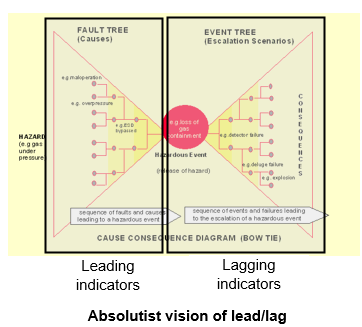 FAULT TREE
(Causes)
EVENT TREE
(Escalation Scenarios)
e.g.maloperation
e.g. overpressure
e.g.ESD
bypassed
HAZARD
(e.g gas
under
pressure
e.g.loss of
gas
containment
Hazardous Event
(release of hazard)
e.g.detector failure
e.g.deluge failure
e.g. explosion
CONSEQUENCES
sequence of faults and causes
leading to a hazardous event
sequence of events and failures leading
to the escalation of a hazardous event
CAUSE CONSEQUENCE DIAGRAM (BOW TIE)
Leading
indicators
Lagging
indicators
Absolutist vision of lead/lag